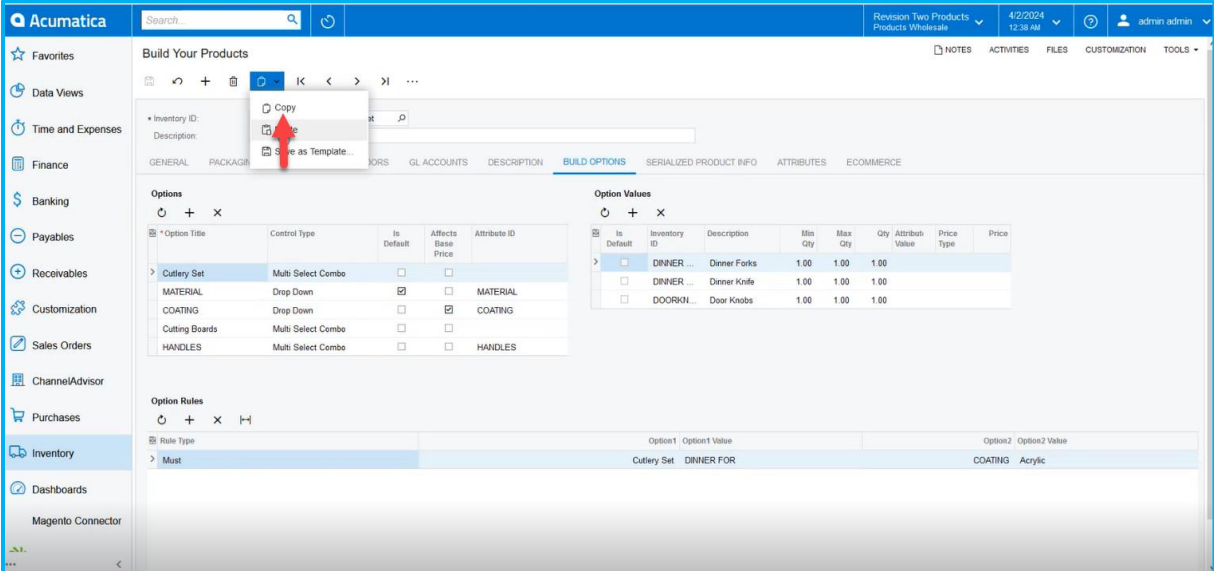 Acumatica
Search...
Revision Two Products
Products Wholesale
4/2/2024
12:38 AM
admin admin
Favorites
Data Views
Time and Expenses
Finance
Banking
Payables
Receivables
Customization
Sales Orders
ChannelAdvisor
Purchases
Inventory
Dashboards
Magento Connector
Build Your Products
NOTES ACTIVITIES FILES CUSTOMIZATION TOOLS
Copy
Save as Template...
* Inventory ID:
Description:
GENERAL GL ACCOUNTS DESCRIPTION BUILD OPTIONS SERIALIZED PRODUCT INFO ATTRIBUTES ECOMMERCE
Options
* Option Title Control Type Is Default Affects Base Price Attribute ID
Cutlery Set Multi Select Combo
MATERIAL Drop Down MATERIAL
COATING Drop Down COATING
Cutting Boards Multi Select Combo
HANDLES Multi Select Combo HANDLES
Option Values
Is Default Inventory ID Description Min Qty Max Qty Qty Attribut Value Price Type Price
DINNER ... Dinner Forks 1.00 1.00 1.00
DINNER ... Dinner Knife 1.00 1.00 1.00
DOORKN... Door Knobs 1.00 1.00 1.00
Option Rules
Rule Type Option1 Option1 Value Option2 Option2 Value
Must Cutlery Set DINNER FOR COATING Acrylic